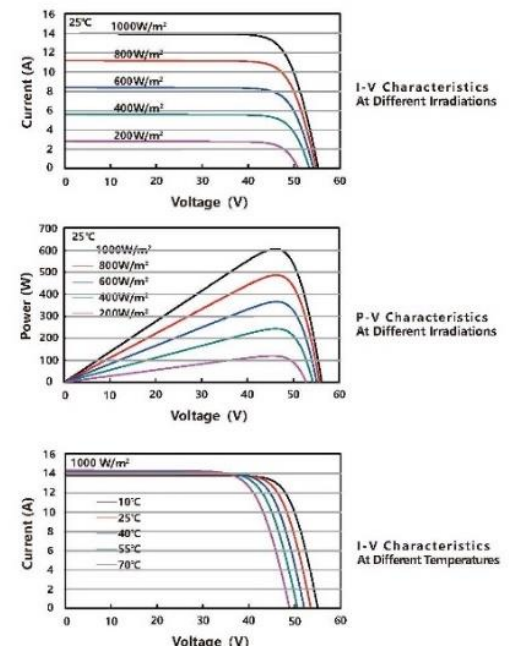 25℃
1000W/m²
800W/m²
600W/m²
400W/m²
200W/m²
16
14
12
10
8
6
4
2
0
Current (A)
0 10 20 30 40 50 60
Voltage (V)
I-V Characteristics
At Different Irradiations
25℃
1000W/m²
800W/m²
600W/m²
400W/m²
200W/m²
700
600
500
400
300
200
100
0
Power (W)
0 10 20 30 40 50 60
Voltage (V)
P-V Characteristics
At Different Irradiations
1000 W/m²
10℃
25℃
40℃
55℃
70℃
16
14
12
10
8
6
4
2
0
Current (A)
0 10 20 30 40 50 60
Voltage (V)
I-V Characteristics
At Different Temperatures